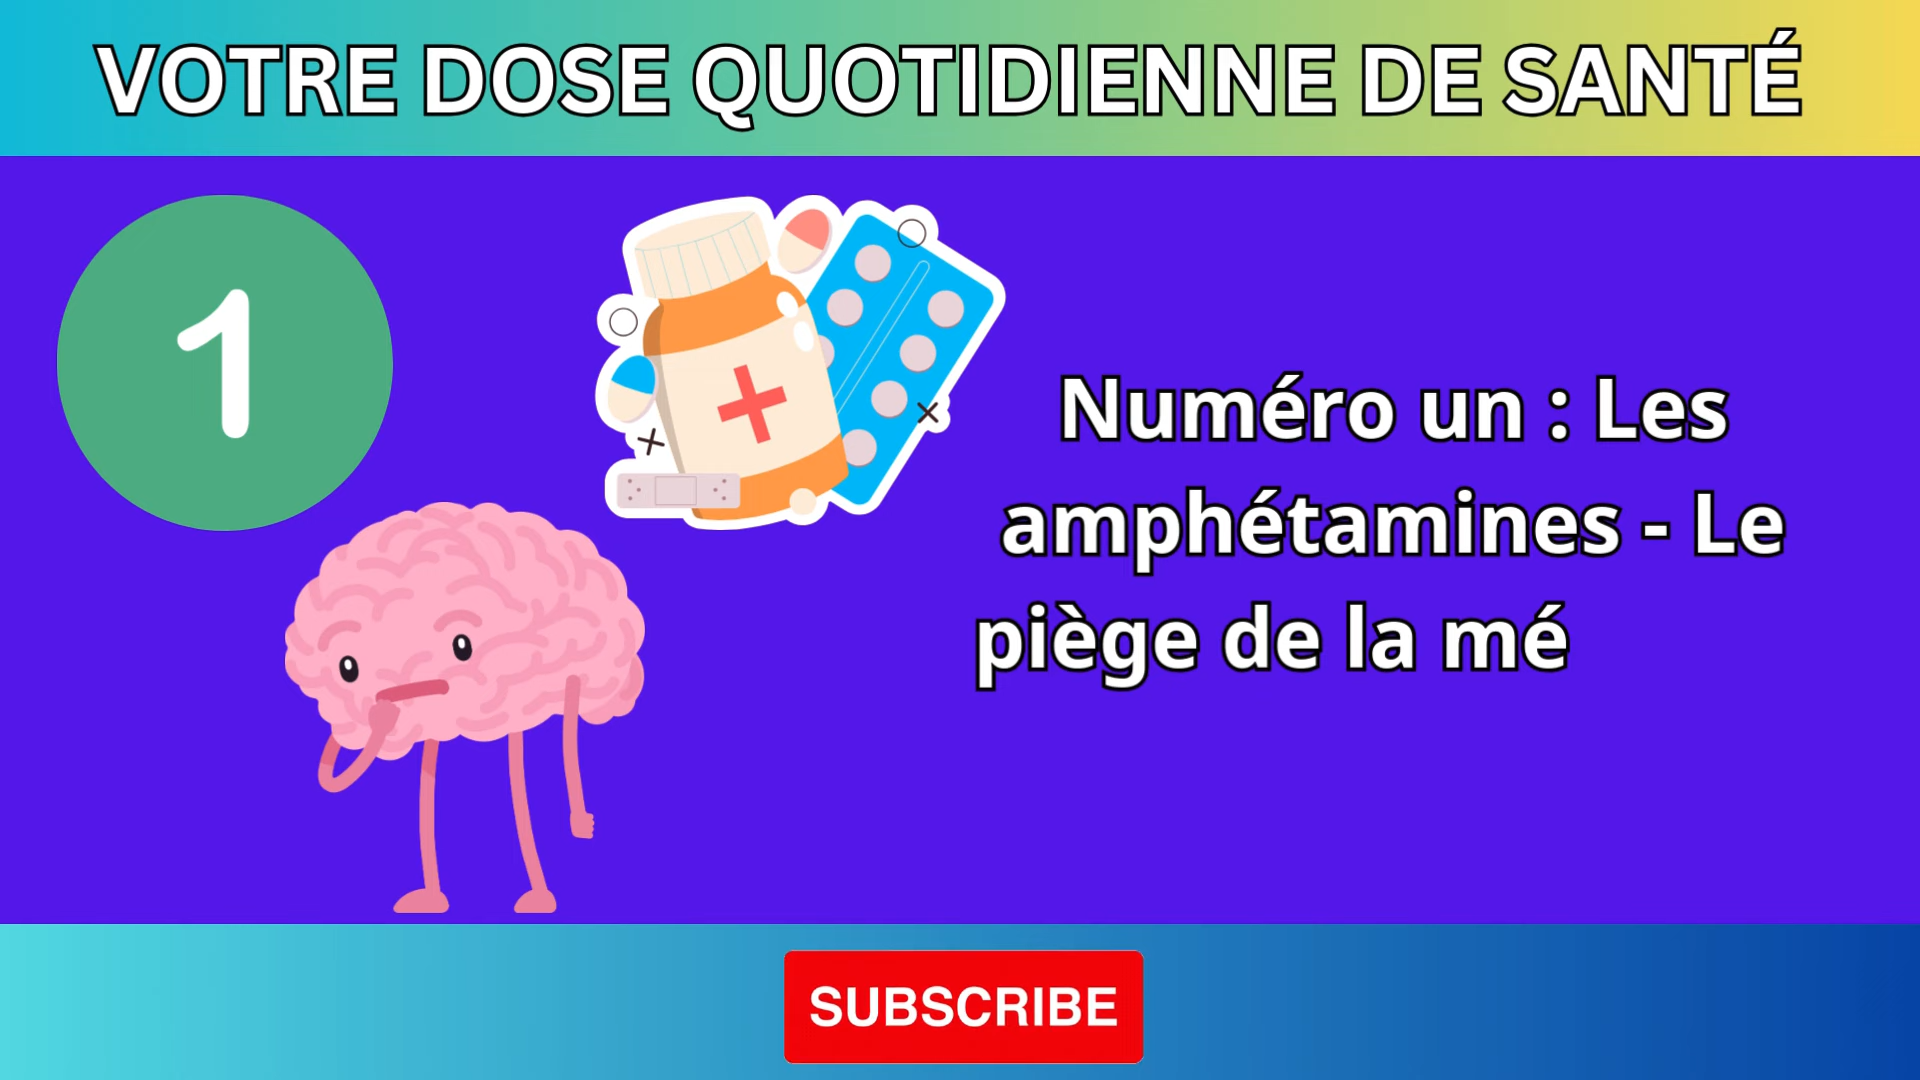 VOTRE DOSE QUOTIDIENNE DE SANTÉ
1
Numéro un : Les
amphétamines - Le
piège de la mé
SUBSCRIBE